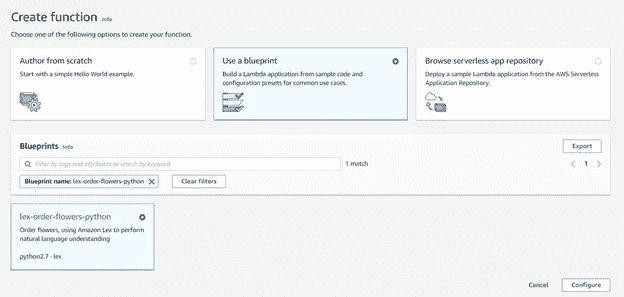 Create function Info
Choose one of the following options to create your function.
Author from scratch
Start with a simple Hello World example.
Use a blueprint
Build a Lambda application from sample code and
configuration presets for common use cases.
Browse serverless app repository
Deploy a sample Lambda application from the AWS Serverless
Application Repository.
Blueprints Info
Export
Filter by tags and attributes or search by keyword
1 match
1
Blueprint name: lex-order-flowers-python
Clear filters
lex-order-flowers-python
Order flowers, using Amazon Lex to perform
natural language understanding
python2.7 · lex
Cancel
Configure